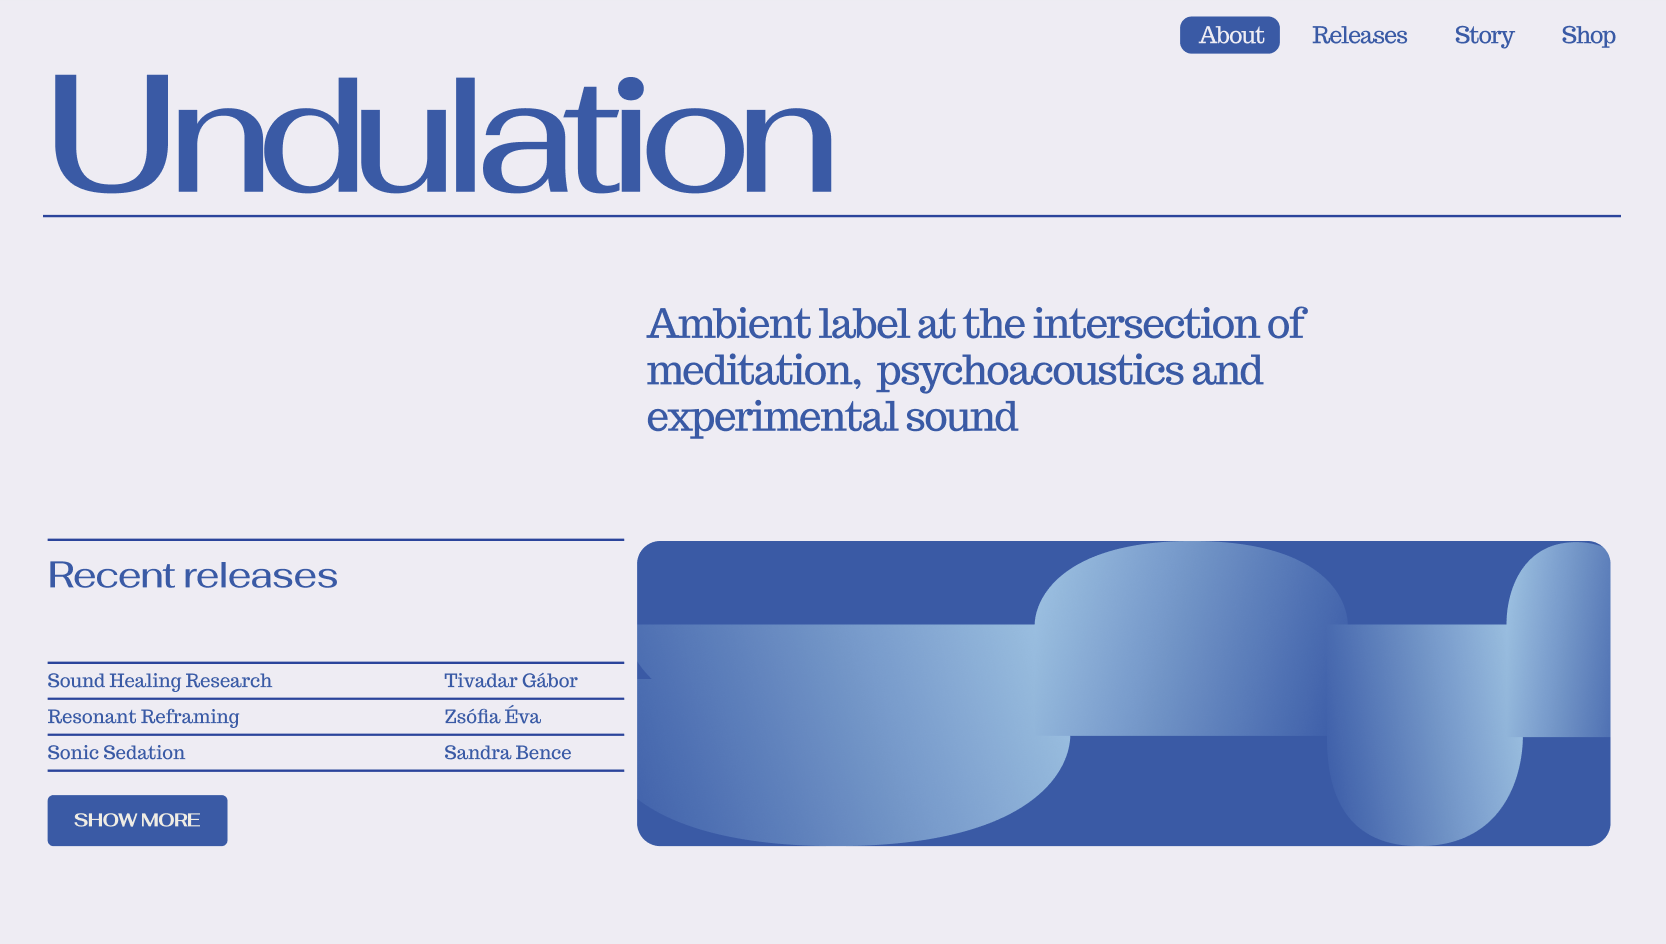 About Releases Story Shop
Undulation
Ambient label at the intersection of
meditation,  psychoacoustics and
experimental sound
Recent releases
Sound Healing Research Tivadar Gábor
Resonant Reframing Zsófia Éva
Sonic Sedation Sandra Bence
SHOW MORE